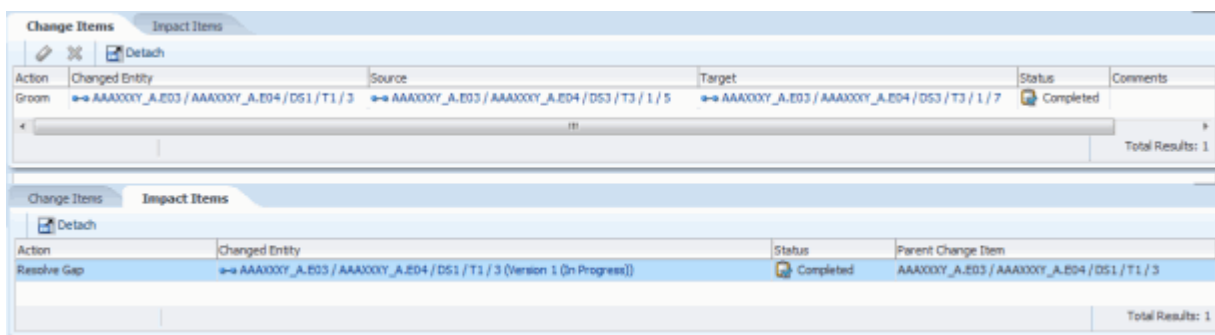 Change Items Impact Items
Detach
Action Changed Entity Source Target Status Comments
Groom AAAXXXY_A.E03 / AAAXXXY_A.E04 / DS1 / T1 / 3 AAAXXXY_A.E03 / AAAXXXY_A.E04 / DS3 / T3 / 1 / 5 AAAXXXY_A.E03 / AAAXXXY_A.E04 / DS3 / T3 / 1 / 7 Completed
Total Results: 1
Change Items Impact Items
Detach
Action Changed Entity Status Parent Change Item
Resolve Gap AAAXXXY_A.E03 / AAAXXXY_A.E04 / DS1 / T1 / 3 (Version 1 (In Progress)) Completed AAAXXXY_A.E03 / AAAXXXY_A.E04 / DS1 / T1 / 3
Total Results: 1